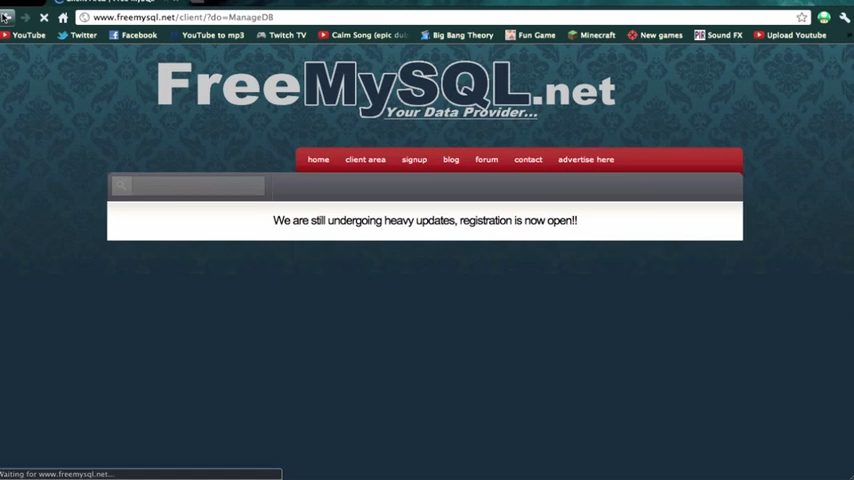 www.freemysql.net/client/?do=ManageDB
YouTube Twitter Facebook YouTube to mp3 Twitch TV Calm Song (epic dub Big Bang Theory Fun Game Minecraft New games Sound FX Upload Youtube
FreeMySQL.net
Your Data Provider...
home client area signup blog forum contact advertise here
We are still undergoing heavy updates, registration is now open!!
Waiting for www.freemysql.net...